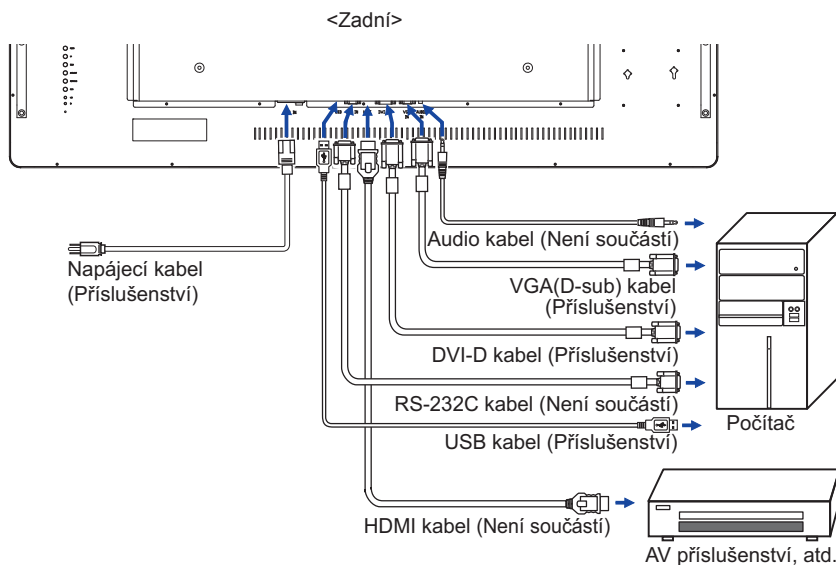 <Zadní>
Audio kabel (Není součástí)
Napájecí kabel
(Příslušenství)
VGA(D-sub) kabel
(Příslušenství)
DVI-D kabel (Příslušenství)
RS-232C kabel (Není součástí)
Počítač
USB kabel (Příslušenství)
HDMI kabel (Není součástí)
AV příslušenství, atd.